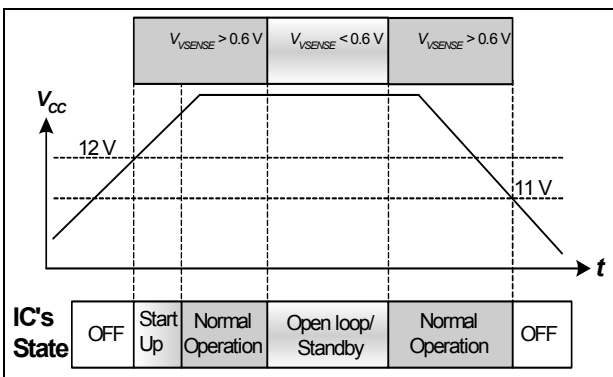 V_VSENSE > 0.6 V
V_VSENSE < 0.6 V
V_VSENSE > 0.6 V
V_CC
12 V
11 V
t
IC's State
OFF
Start Up
Normal Operation
Open loop/ Standby
Normal Operation
OFF